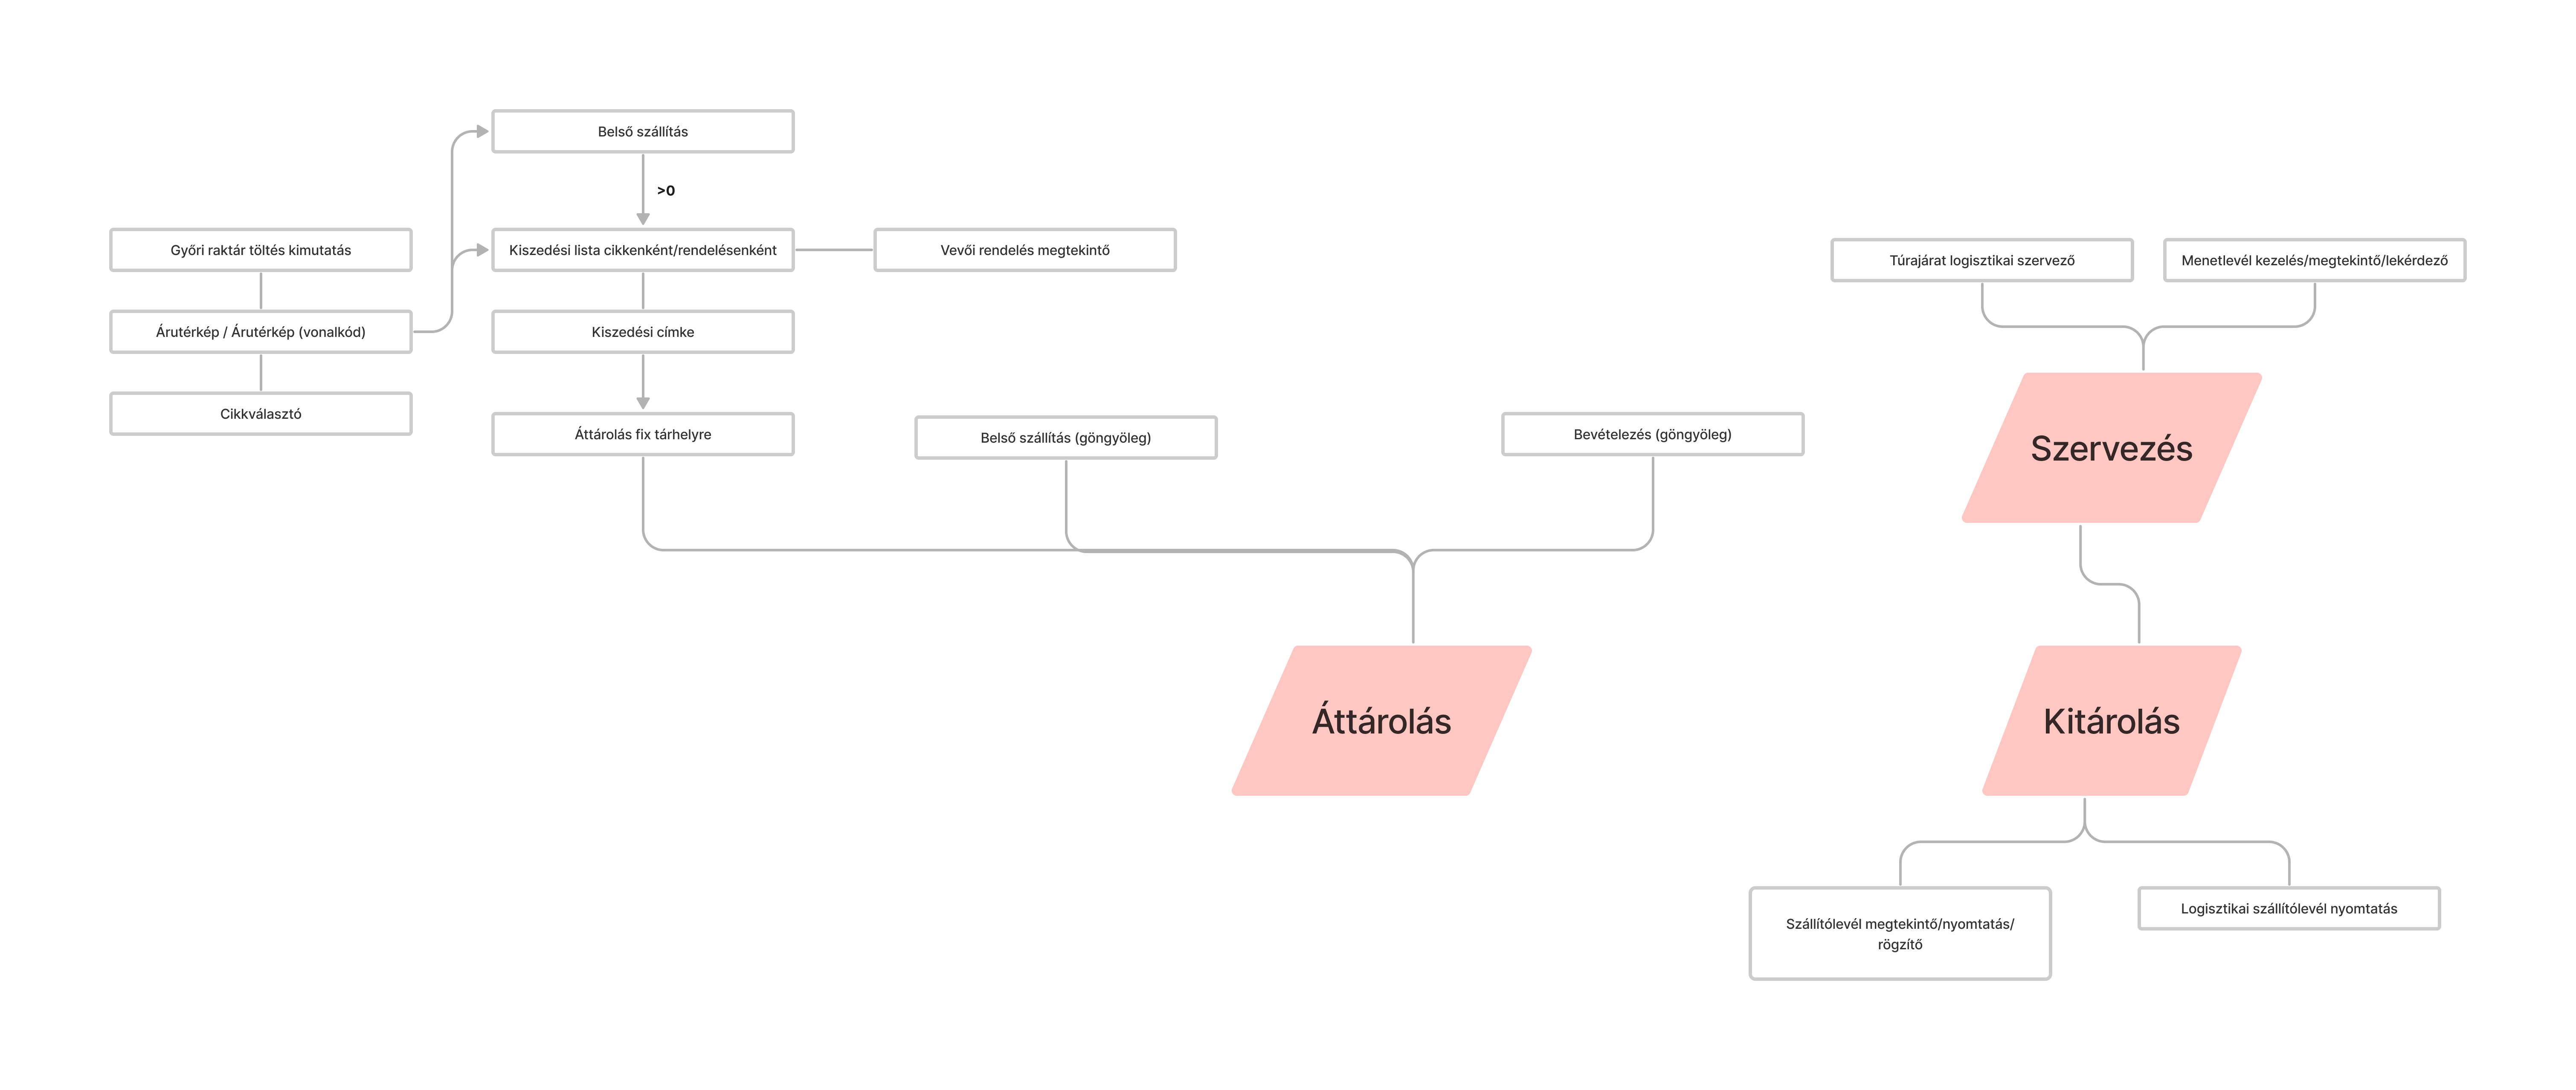 Belső szállítás
>0
Győri raktár töltés kimutatás
Kiszedési lista cikkenként/rendelésenként
Vevői rendelés megtekintő
Túrajárat logisztikai szervező
Menetlevél kezelés/megtekintő/lekérdező
Árutérkép / Árutérkép (vonalkód)
Kiszedési címke
Cikkválasztó
Áttárolás fix tárhelyre
Belső szállítás (göngyöleg)
Bevételezés (göngyöleg)
Szervezés
Áttárolás
Kitárolás
Szállítólevél megtekintő/nyomtatás/
rögzítő
Logisztikai szállítólevél nyomtatás